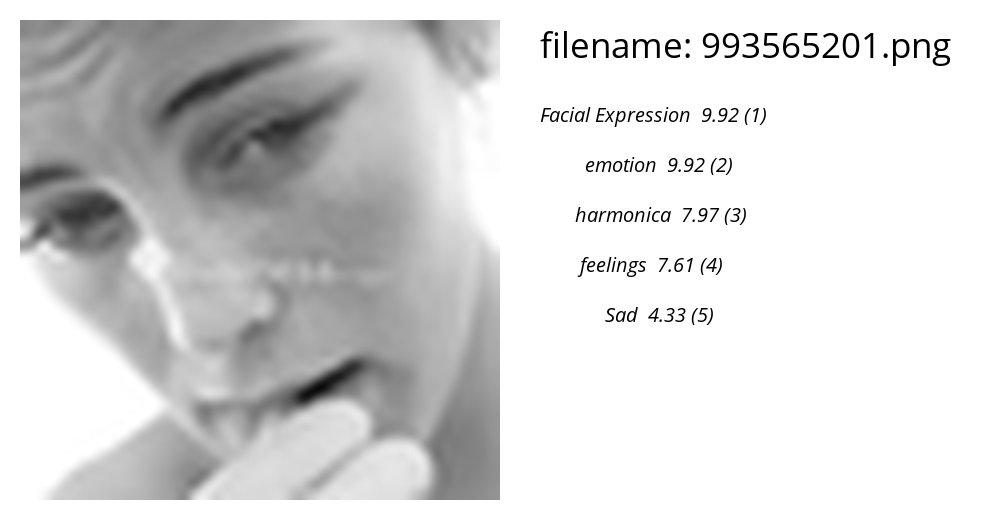 filename: 993565201.png
Facial Expression 9.92 (1)
emotion 9.92 (2)
harmonica 7.97 (3)
feelings 7.61 (4)
Sad 4.33 (5)